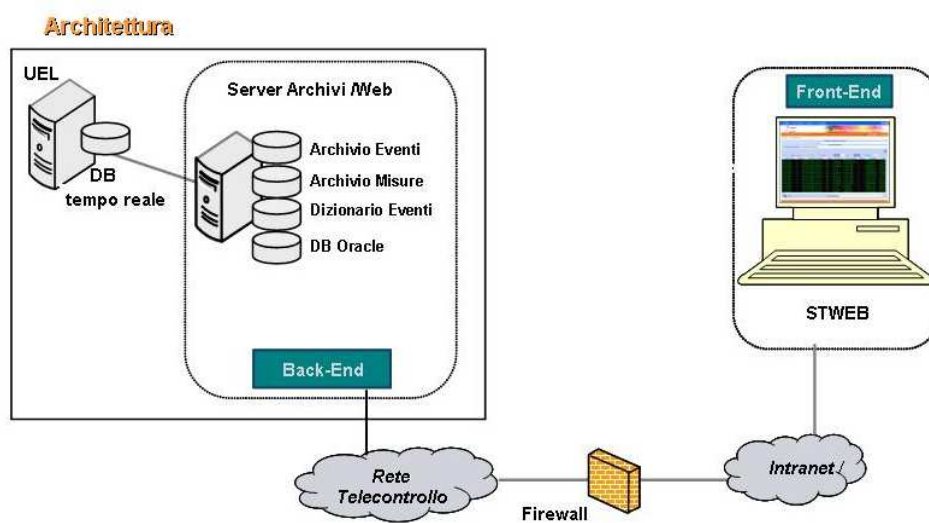 Architettura
UEL
DB
tempo reale
Server Archivi /Web
Archivio Eventi
Archivio Misure
Dizionario Eventi
DB Oracle
Back-End
Front-End
STWEB
Rete
Telecontrollo
Firewall
Intranet /